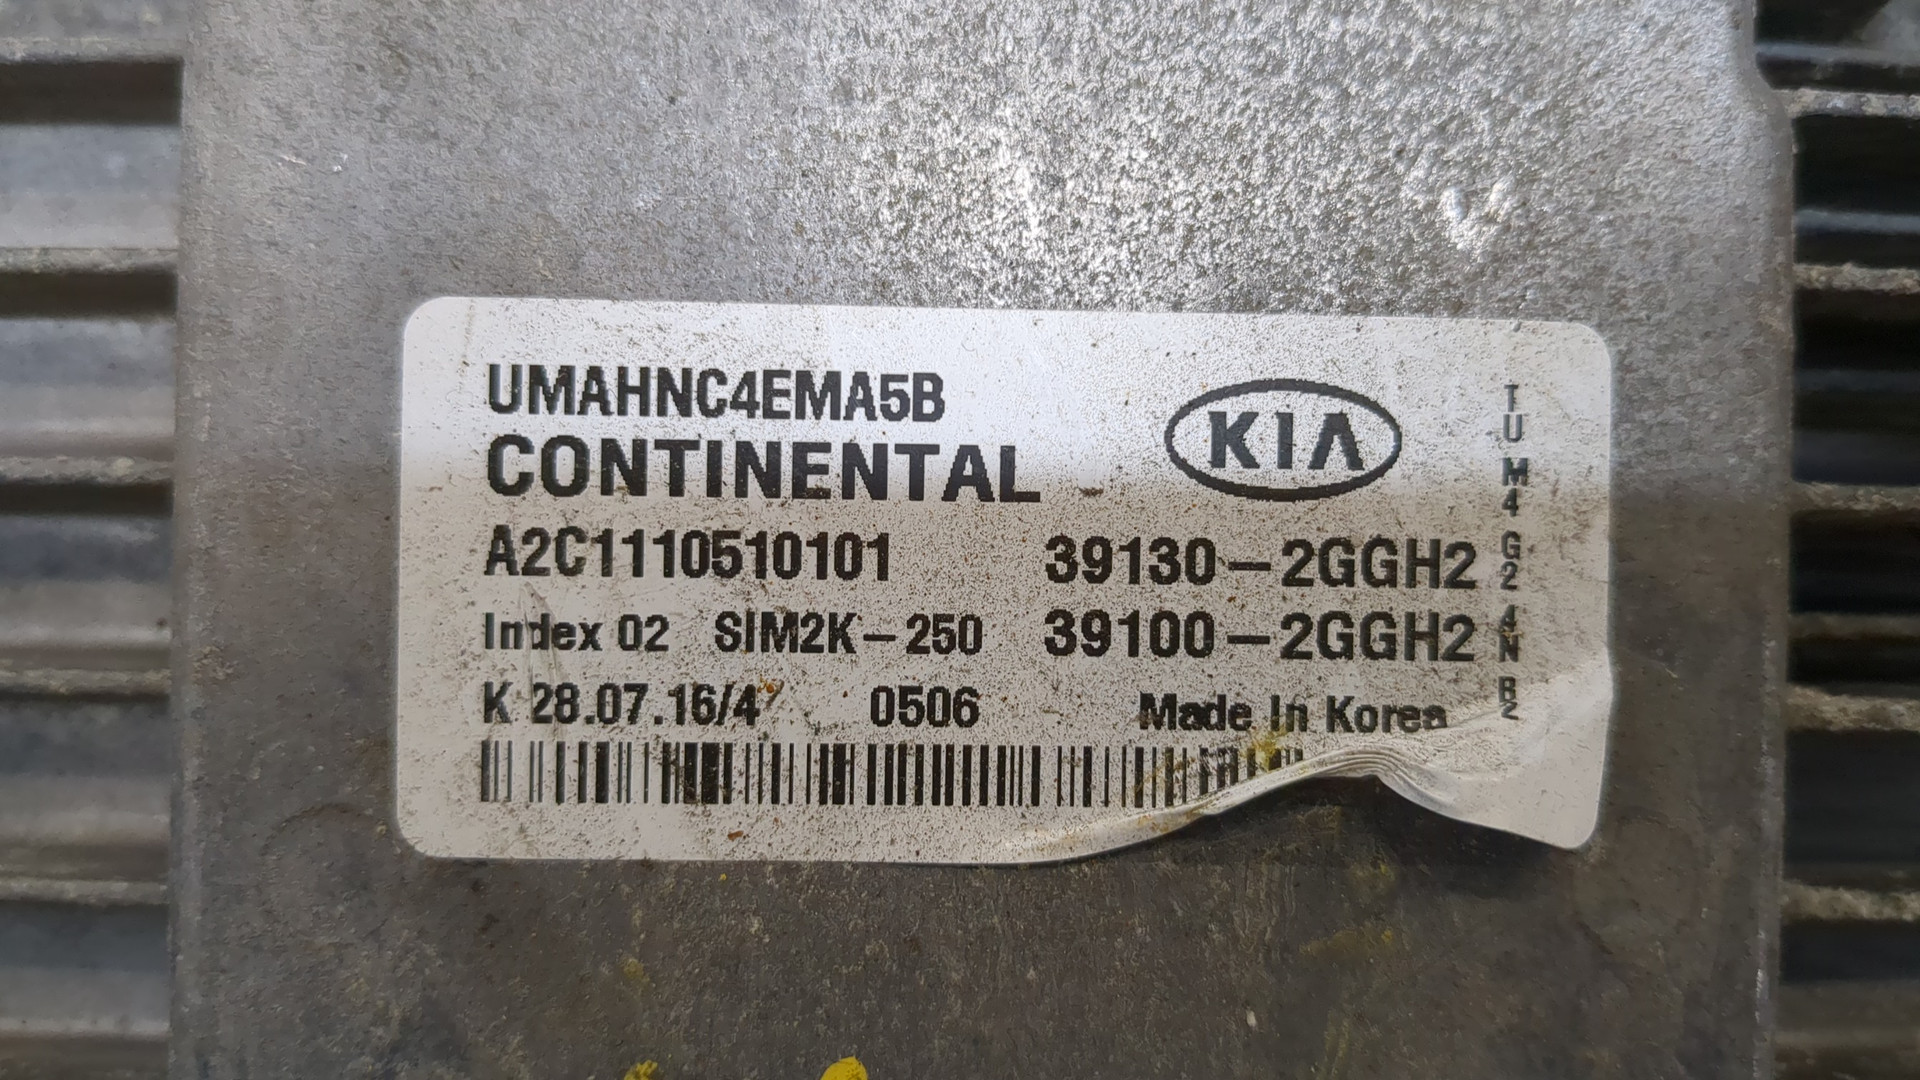 UMAHNC4EMA5B
CONTINENTAL
KIA
A2C1110510101 39130-2GGH2
Index 02 SIM2K-250 39100-2GGH2
K 28.07.16/4 0506 Made In Korea
TUM4G24NB2